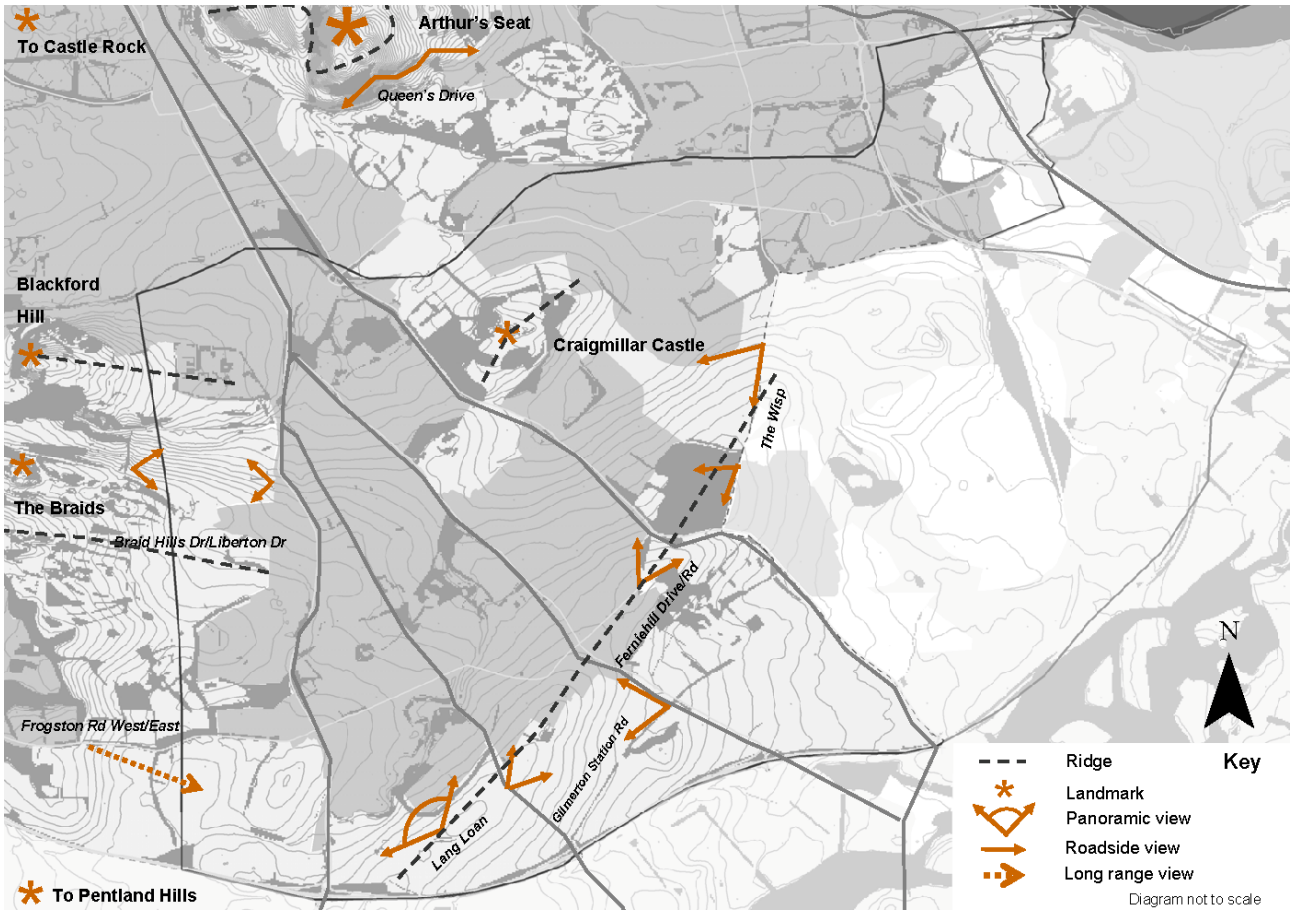 Arthur's Seat
To Castle Rock
Queen's Drive
Blackford
Hill
Craigmillar Castle
The Wisp
The Braids
Braid Hills Dr/Liberton Dr
Ferniehill Drive/Rd
Frogston Rd West/East
Gilmerton Station Rd
Lang Loan
To Pentland Hills
N
Key
Ridge
Landmark
Panoramic view
Roadside view
Long range view
Diagram not to scale